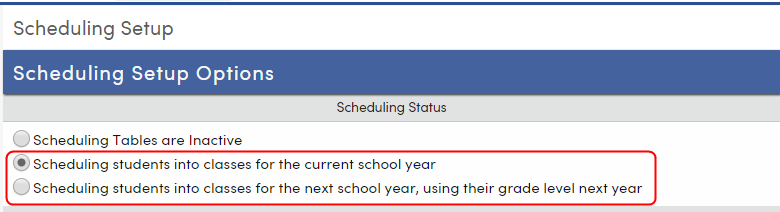 Scheduling Setup
Scheduling Setup Options
Scheduling Status
Scheduling Tables are Inactive
Scheduling students into classes for the current school year
Scheduling students into classes for the next school year, using their grade level next year